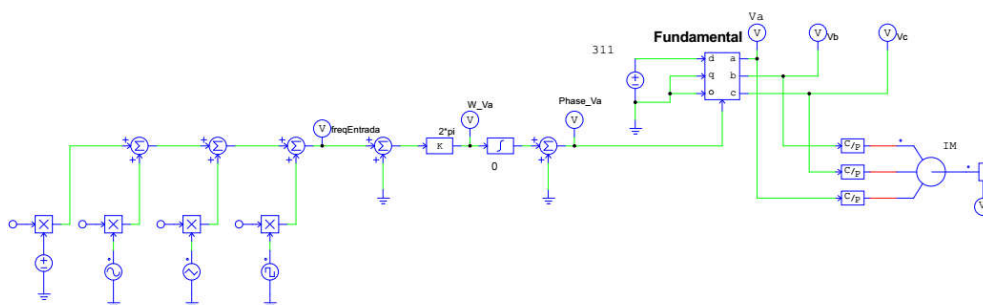 Va
Fundamental
311
V
V
Vb
V
Vc
d
a
q
b
o
c
W_Va
Phase_Va
V
freqEntrada
2*pi
V
V
K
∫
0
Σ
Σ
Σ
Σ
Σ
C/P
IM
C/P
C/P
V